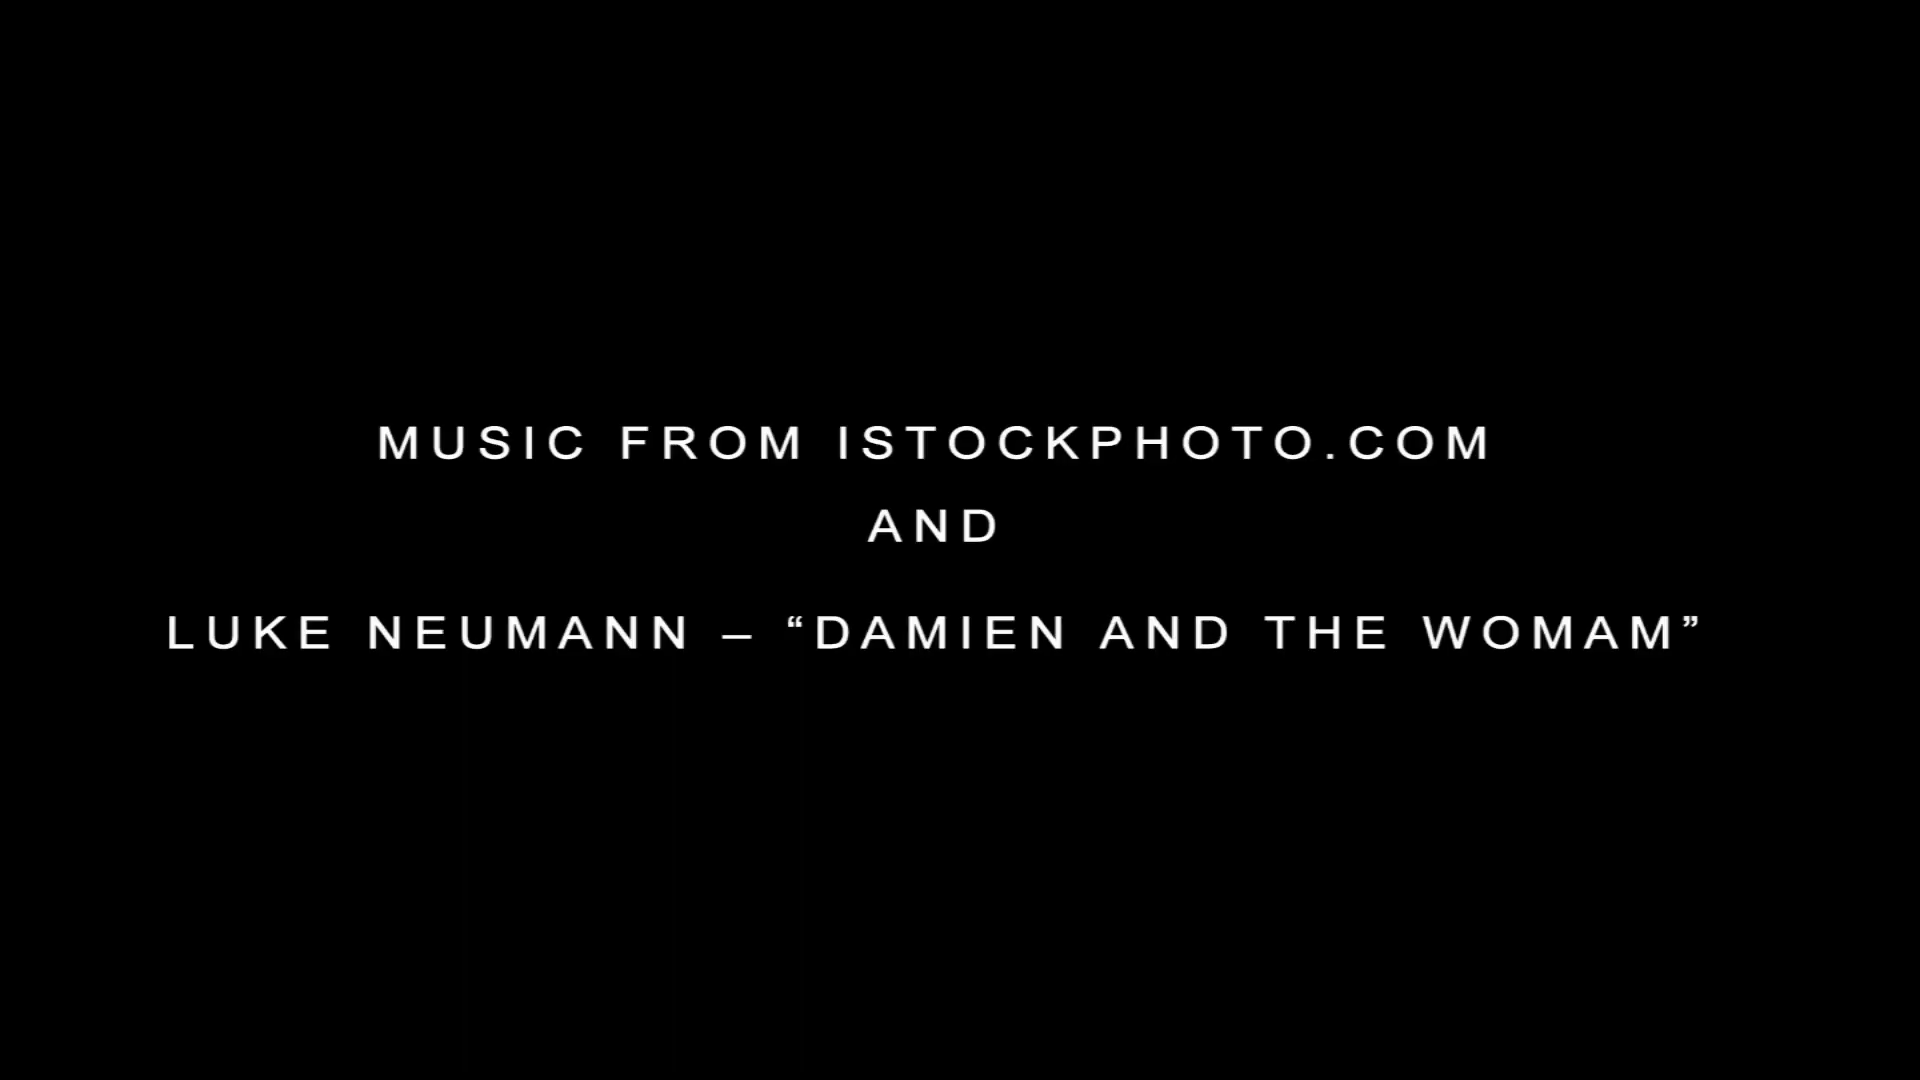 MUSIC FROM ISTOCKPHOTO.COM
AND
LUKE NEUMANN – “DAMIEN AND THE WOMAM”